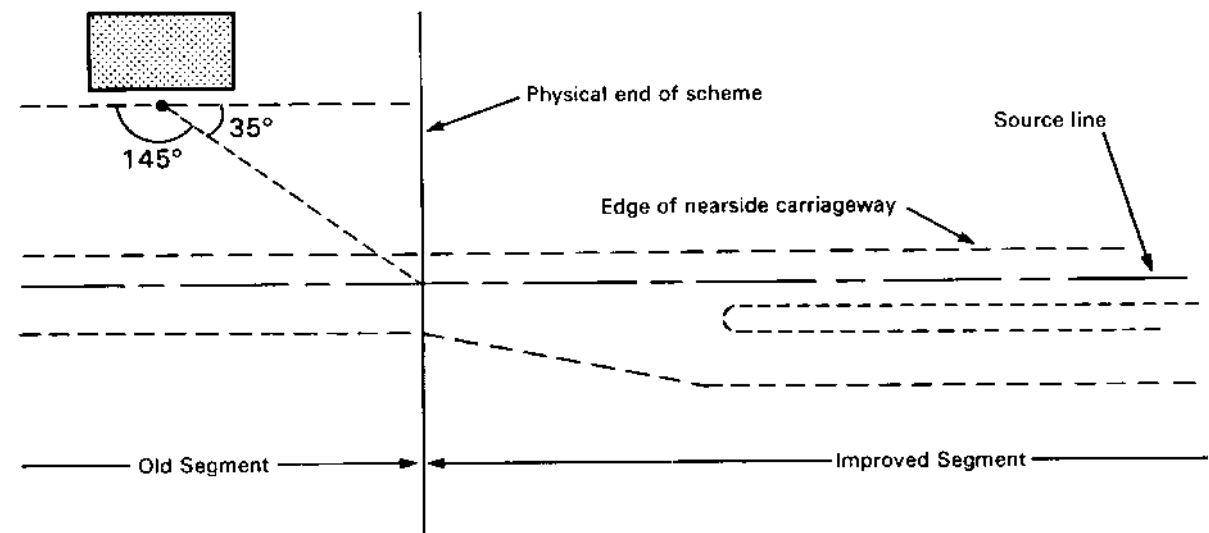 Physical end of scheme
Source line
35°
145°
Edge of nearside carriageway
Old Segment
Improved Segment